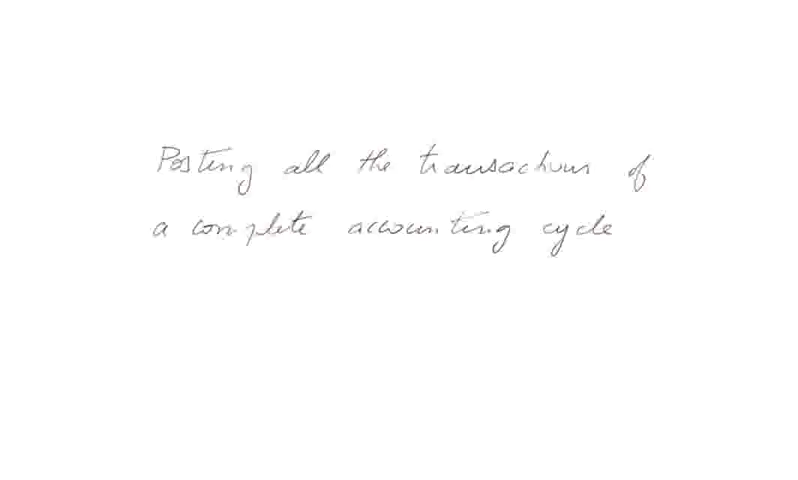 Posting all the transactions of
a complete accounting cycle